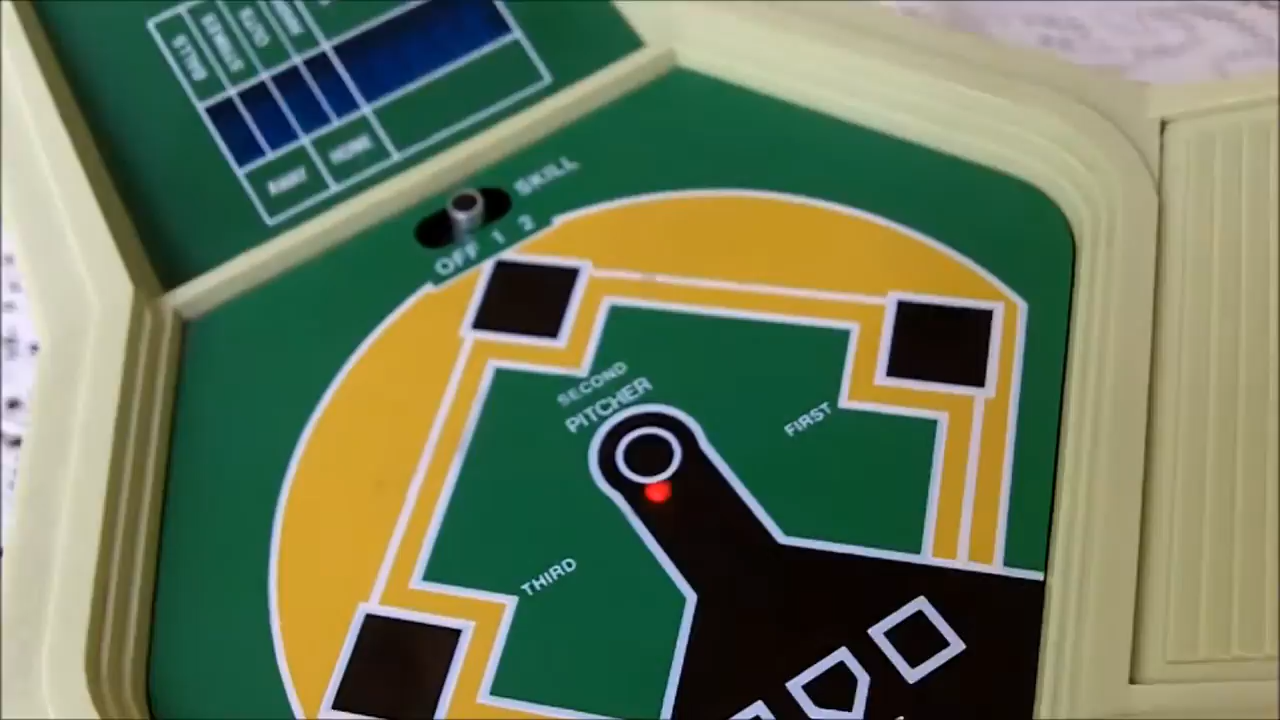 BALLS
STRIKES
OUTS
AWAY
HOME
SKILL
OFF 1 2
SECOND
PITCHER
FIRST
THIRD